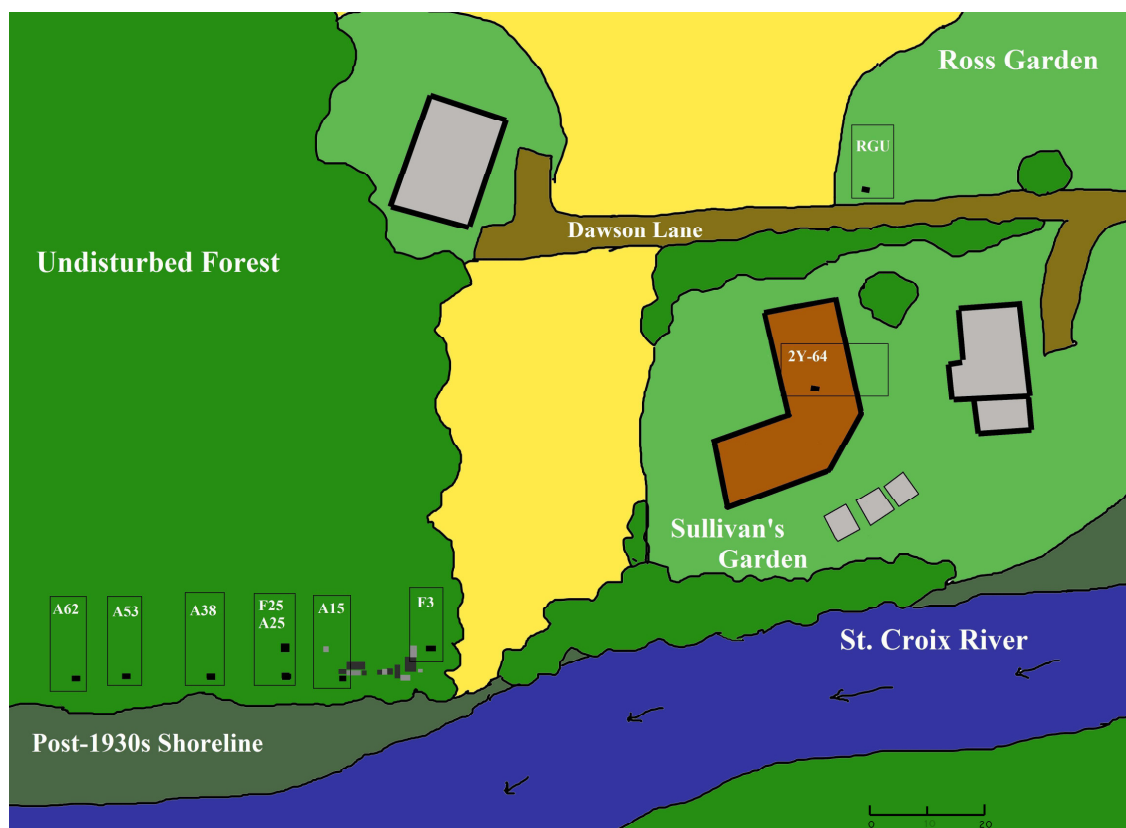 Ross Garden
RGU
Dawson Lane
Undisturbed Forest
2Y-64
Sullivan's
Garden
A62
A53
A38
F25
A25
A15
F3
St. Croix River
Post-1930s Shoreline
0 10 20